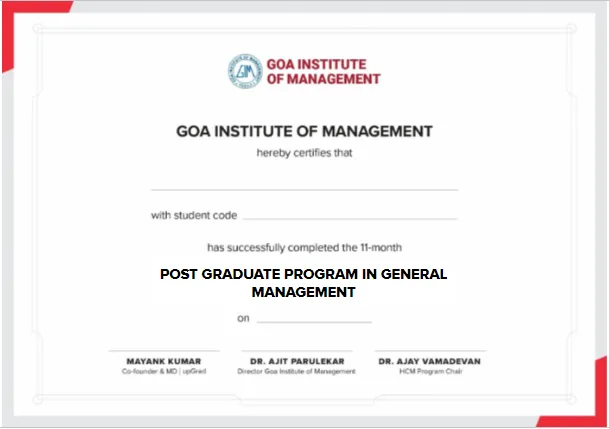 GOA INSTITUTE
OF MANAGEMENT
GOA INSTITUTE OF MANAGEMENT
hereby certifies that
with student code
has successfully completed the 11-month
POST GRADUATE PROGRAM IN GENERAL
MANAGEMENT
on
MAYANK KUMAR
Co-founder & MD | upGrad
DR. AJIT PARULEKAR
Director Goa Institute of Management
DR. AJAY VAMADEVAN
HCM Program Chair